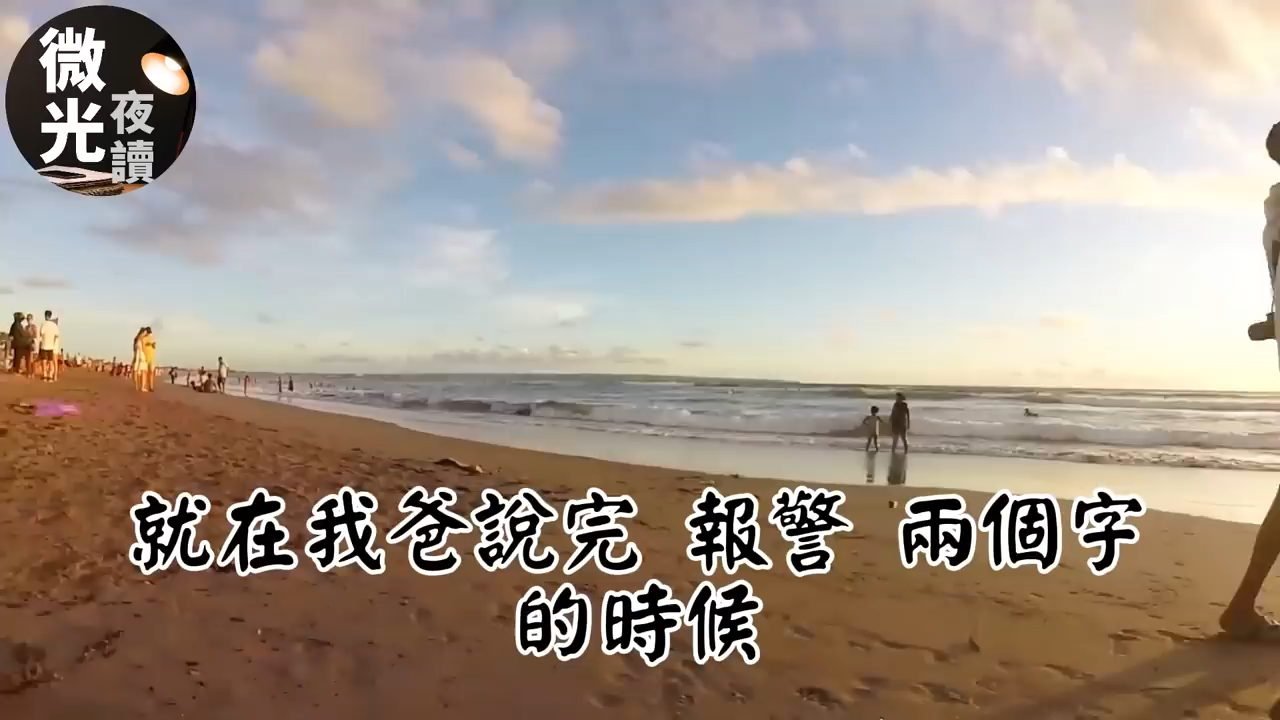 微光
夜讀
就在我爸說完 報警 兩個字
的時候